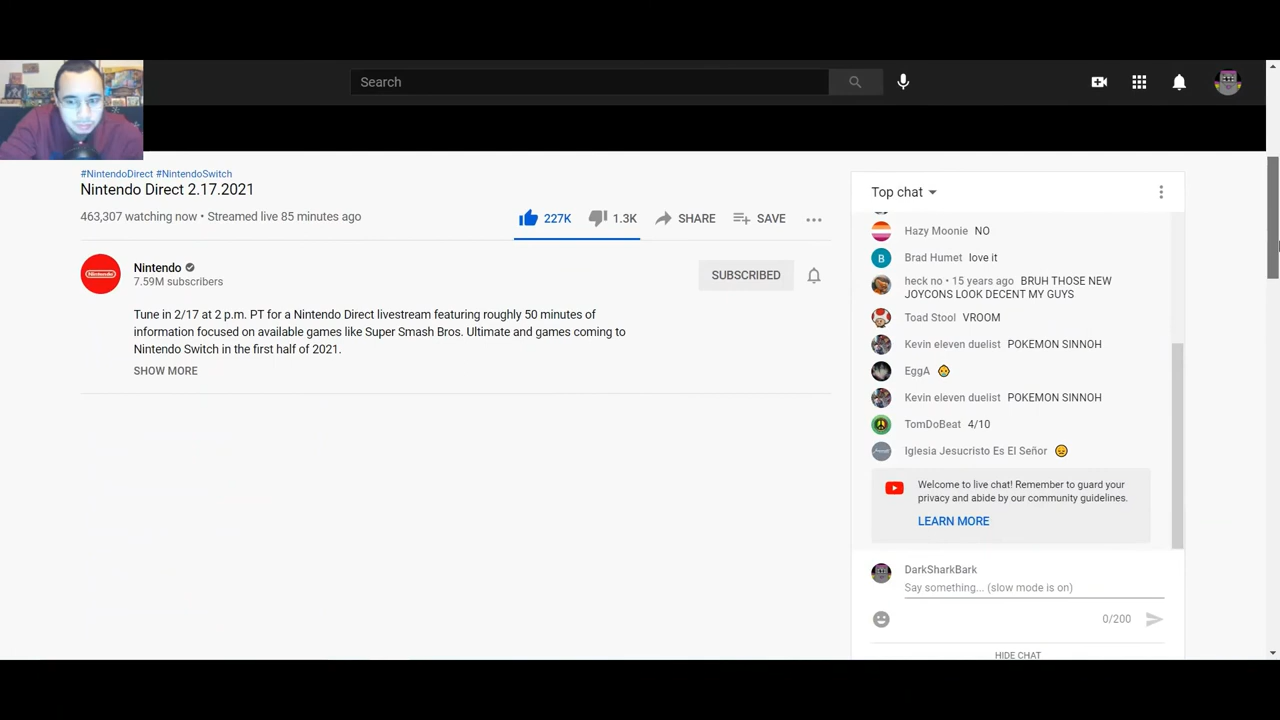 Search
#NintendoDirect #NintendoSwitch
Nintendo Direct 2.17.2021
463,307 watching now • Streamed live 85 minutes ago
227K
1.3K
SHARE
SAVE
Nintendo
Nintendo
7.59M subscribers
SUBSCRIBED
Tune in 2/17 at 2 p.m. PT for a Nintendo Direct livestream featuring roughly 50 minutes of
information focused on available games like Super Smash Bros. Ultimate and games coming to
Nintendo Switch in the first half of 2021.
SHOW MORE
Top chat
Hazy Moonie NO
B
Brad Humet love it
heck no • 15 years ago BRUH THOSE NEW
JOYCONS LOOK DECENT MY GUYS
Toad Stool VROOM
Kevin eleven duelist POKEMON SINNOH
EggA
Kevin eleven duelist POKEMON SINNOH
TomDoBeat 4/10
Iglesia Jesucristo Es El Señor
Welcome to live chat! Remember to guard your
privacy and abide by our community guidelines.
LEARN MORE
DarkSharkBark
Say something... (slow mode is on)
0/200
HIDE CHAT